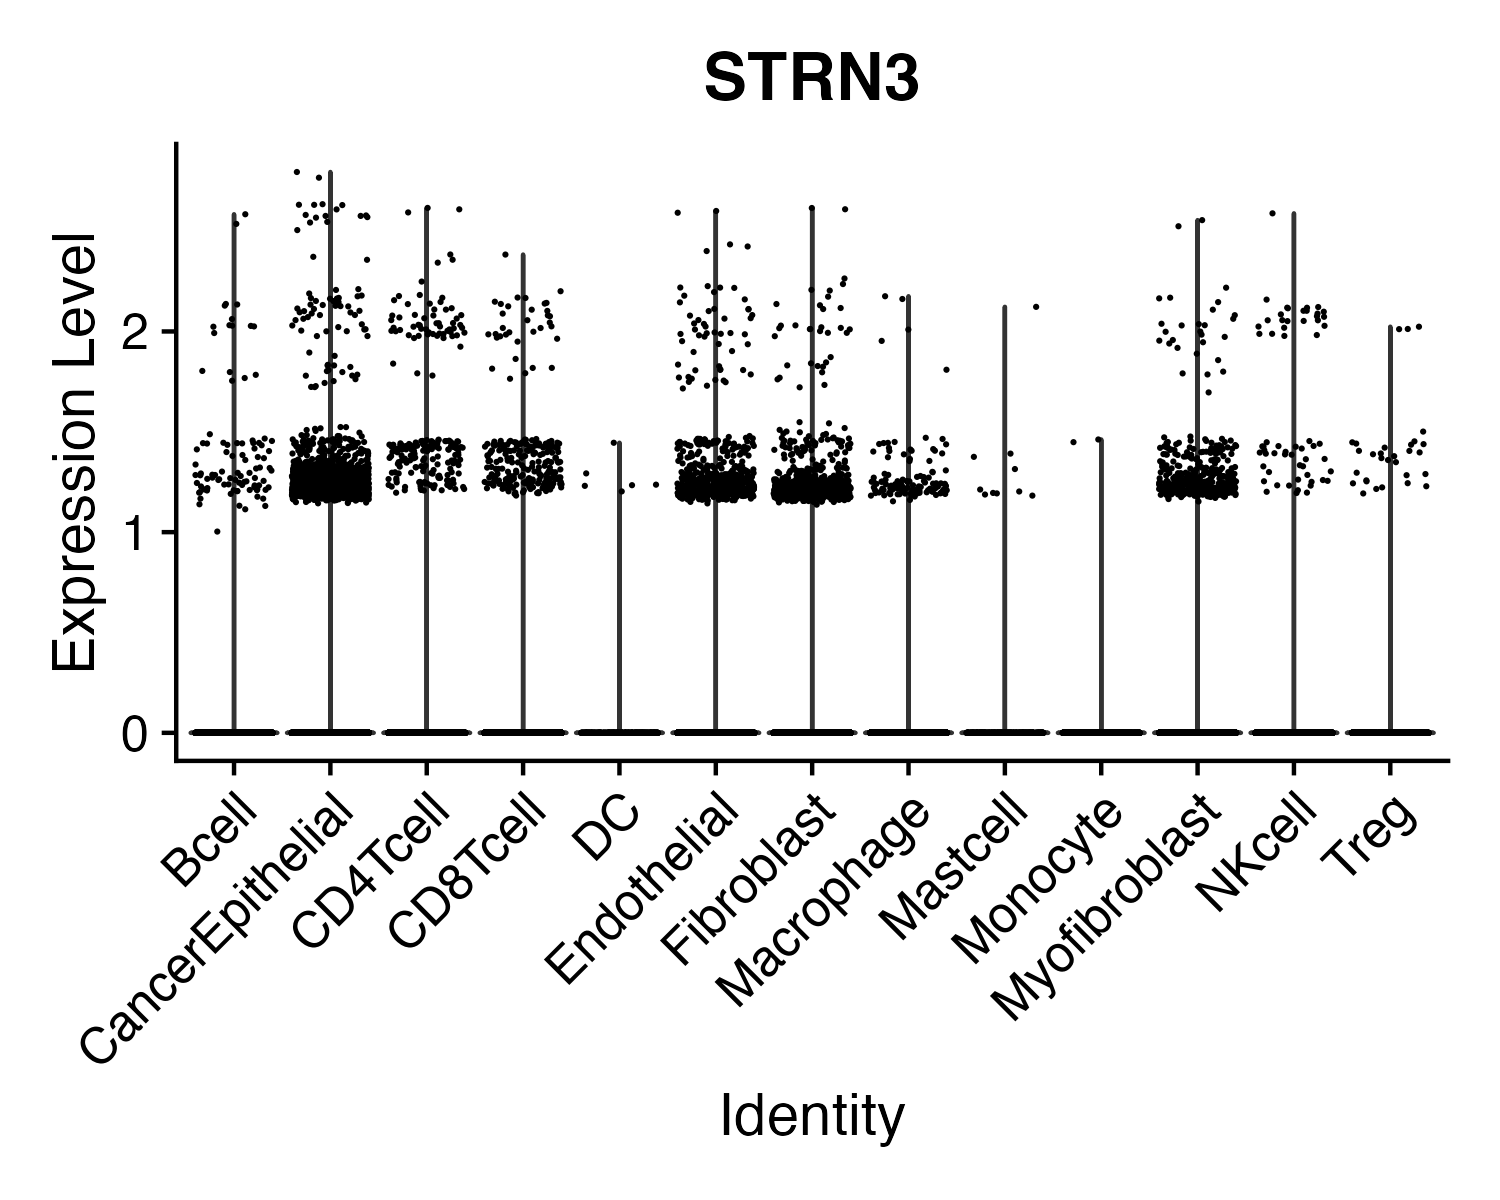 STRN3
Expression Level
2
1
0
Bcell
CancerEpithelial
CD4Tcell
CD8Tcell
DC
Endothelial
Fibroblast
Macrophage
Mastcell
Monocyte
Myofibroblast
NKcell
Treg
Identity